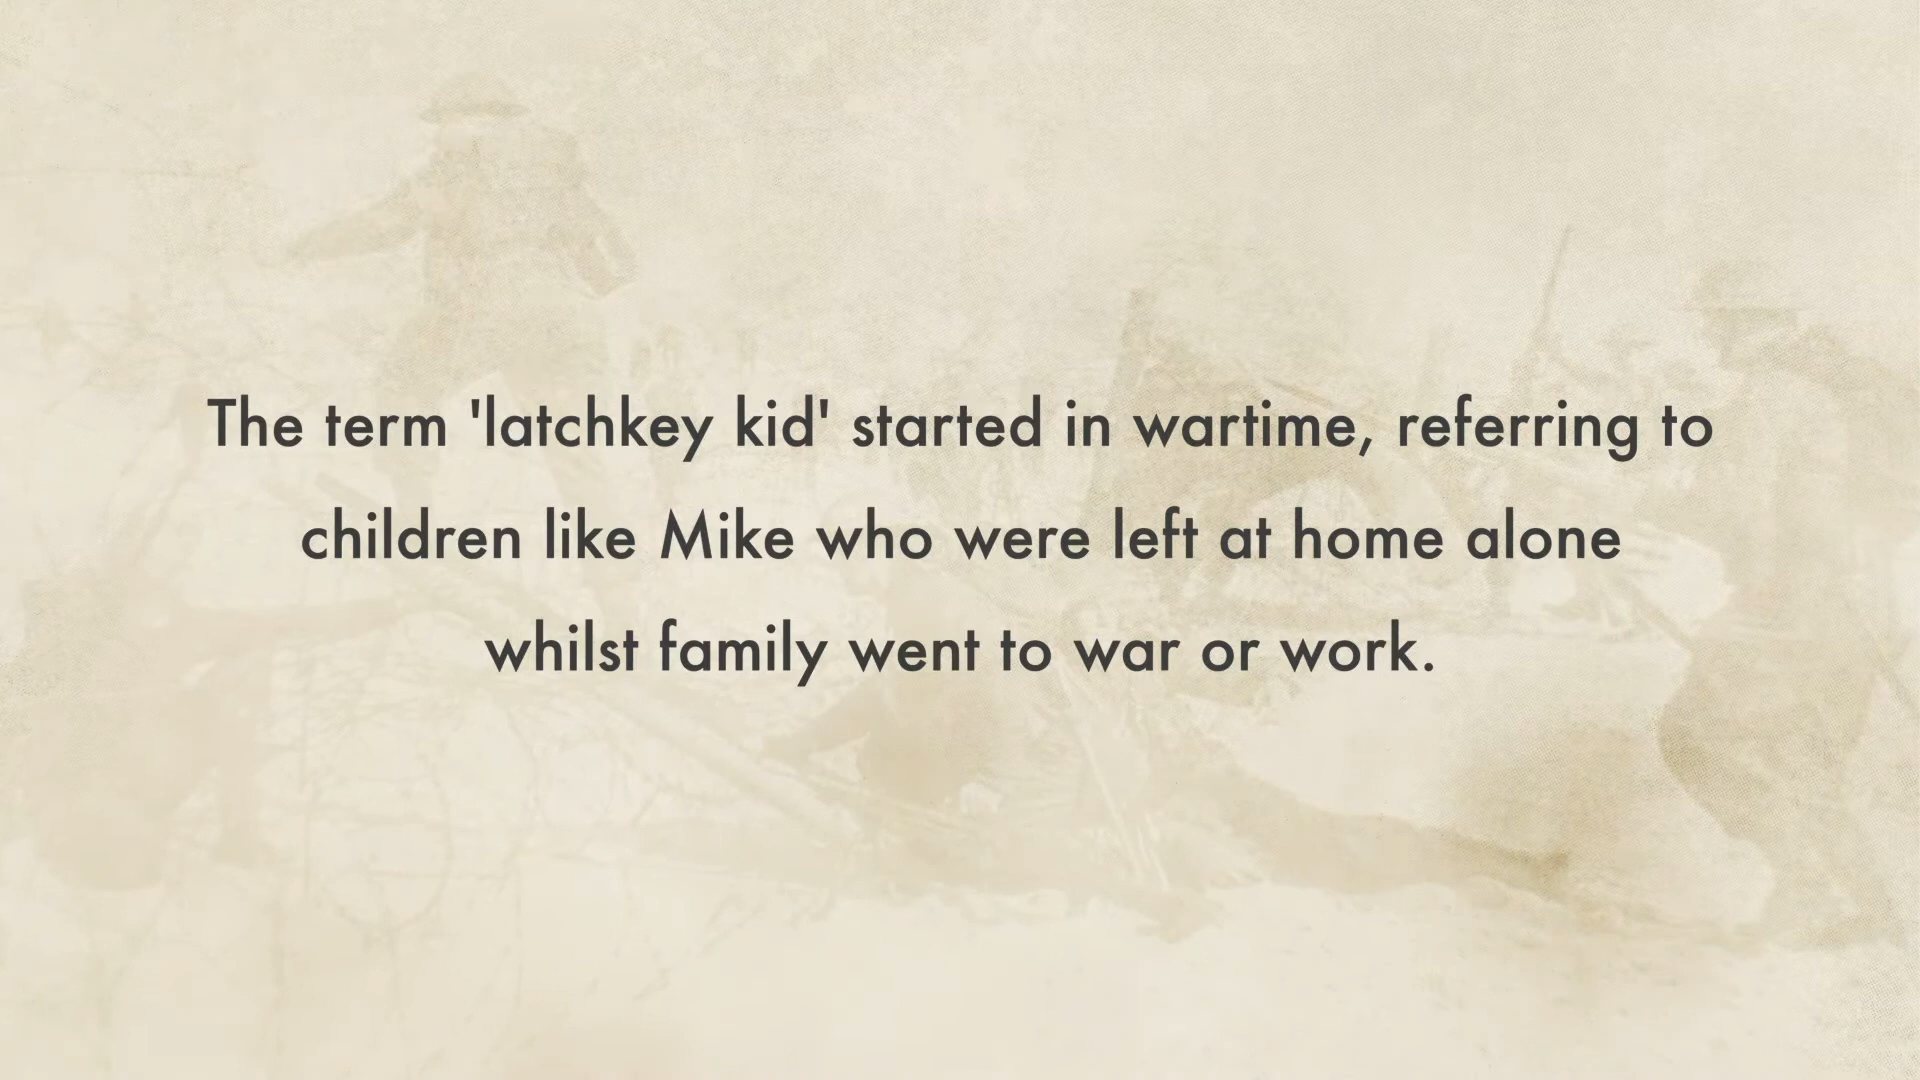 The term 'latchkey kid' started in wartime, referring to
children like Mike who were left at home alone
whilst family went to war or work.